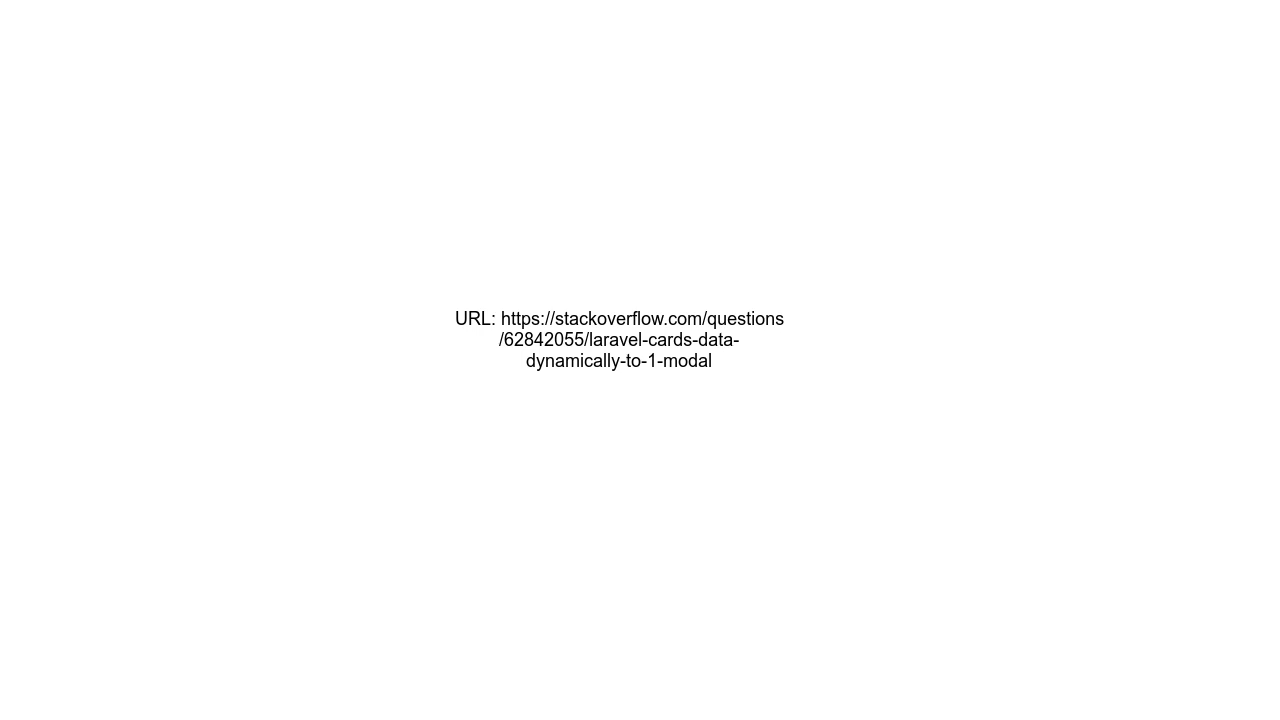 URL: https://stackoverflow.com/questions
/62842055/laravel-cards-data-
dynamically-to-1-modal